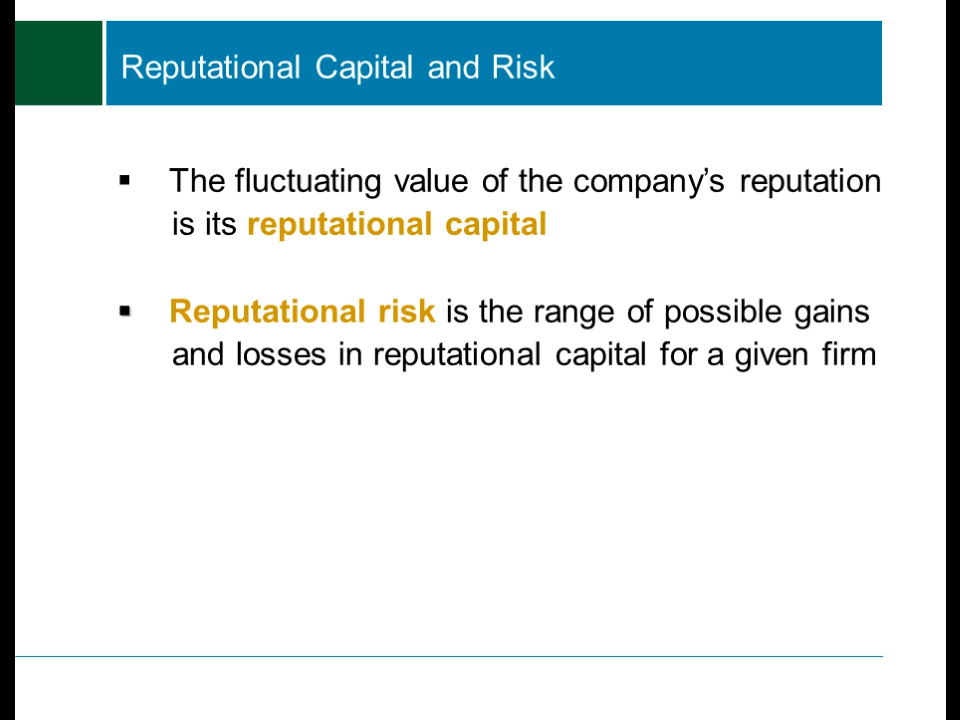 Reputational Capital and Risk
▪ The fluctuating value of the company’s reputation
is its reputational capital
▪ Reputational risk is the range of possible gains
and losses in reputational capital for a given firm